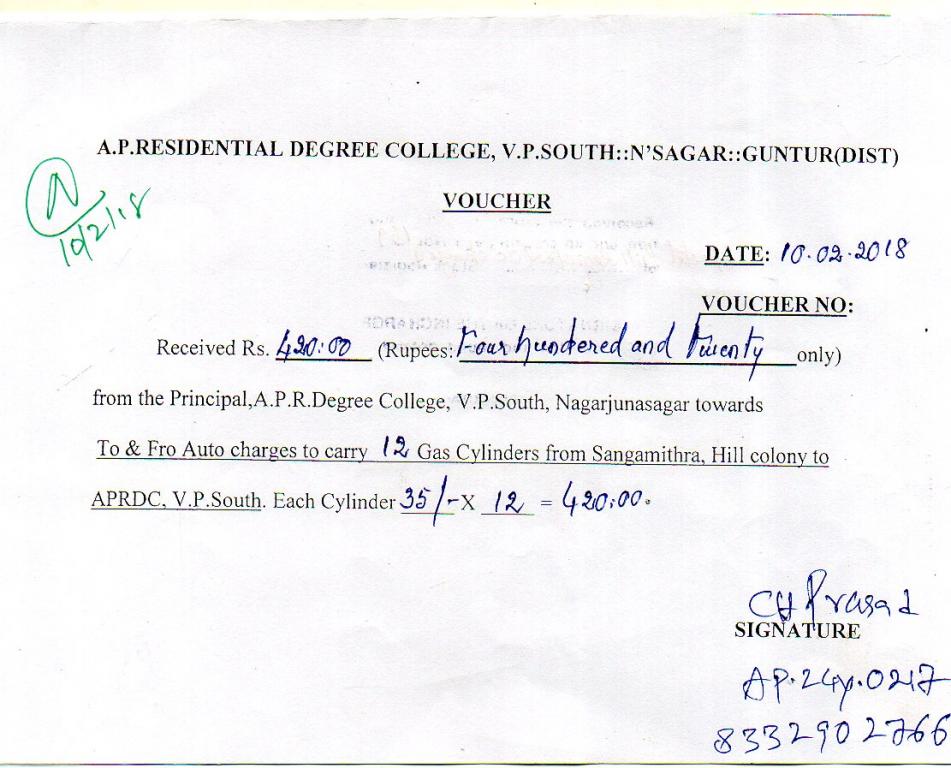 A.P.RESIDENTIAL DEGREE COLLEGE, V.P.SOUTH::N'SAGAR::GUNTUR(DIST)
10/2/18
VOUCHER
DATE: 10.02.2018
VOUCHER NO:
Received Rs. 420:00 (Rupees: Four hundered and Twenty only)
from the Principal,A.P.R.Degree College, V.P.South, Nagarjunasagar towards
To & Fro Auto charges to carry 12 Gas Cylinders from Sangamithra, Hill colony to
APRDC, V.P.South. Each Cylinder 35/- X 12 = 420:00.
CH Prasad
SIGNATURE
AP.24y.0217
8332902766